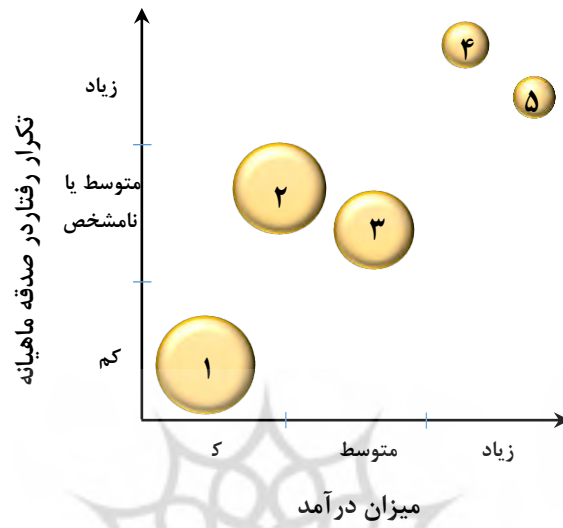 تکرار رفتاردر صدقه ماهیانه
زیاد
متوسط یا
نامشخص
کم
۴
۵
۲
۳
۱
ک
متوسط
زیاد
میزان درآمد